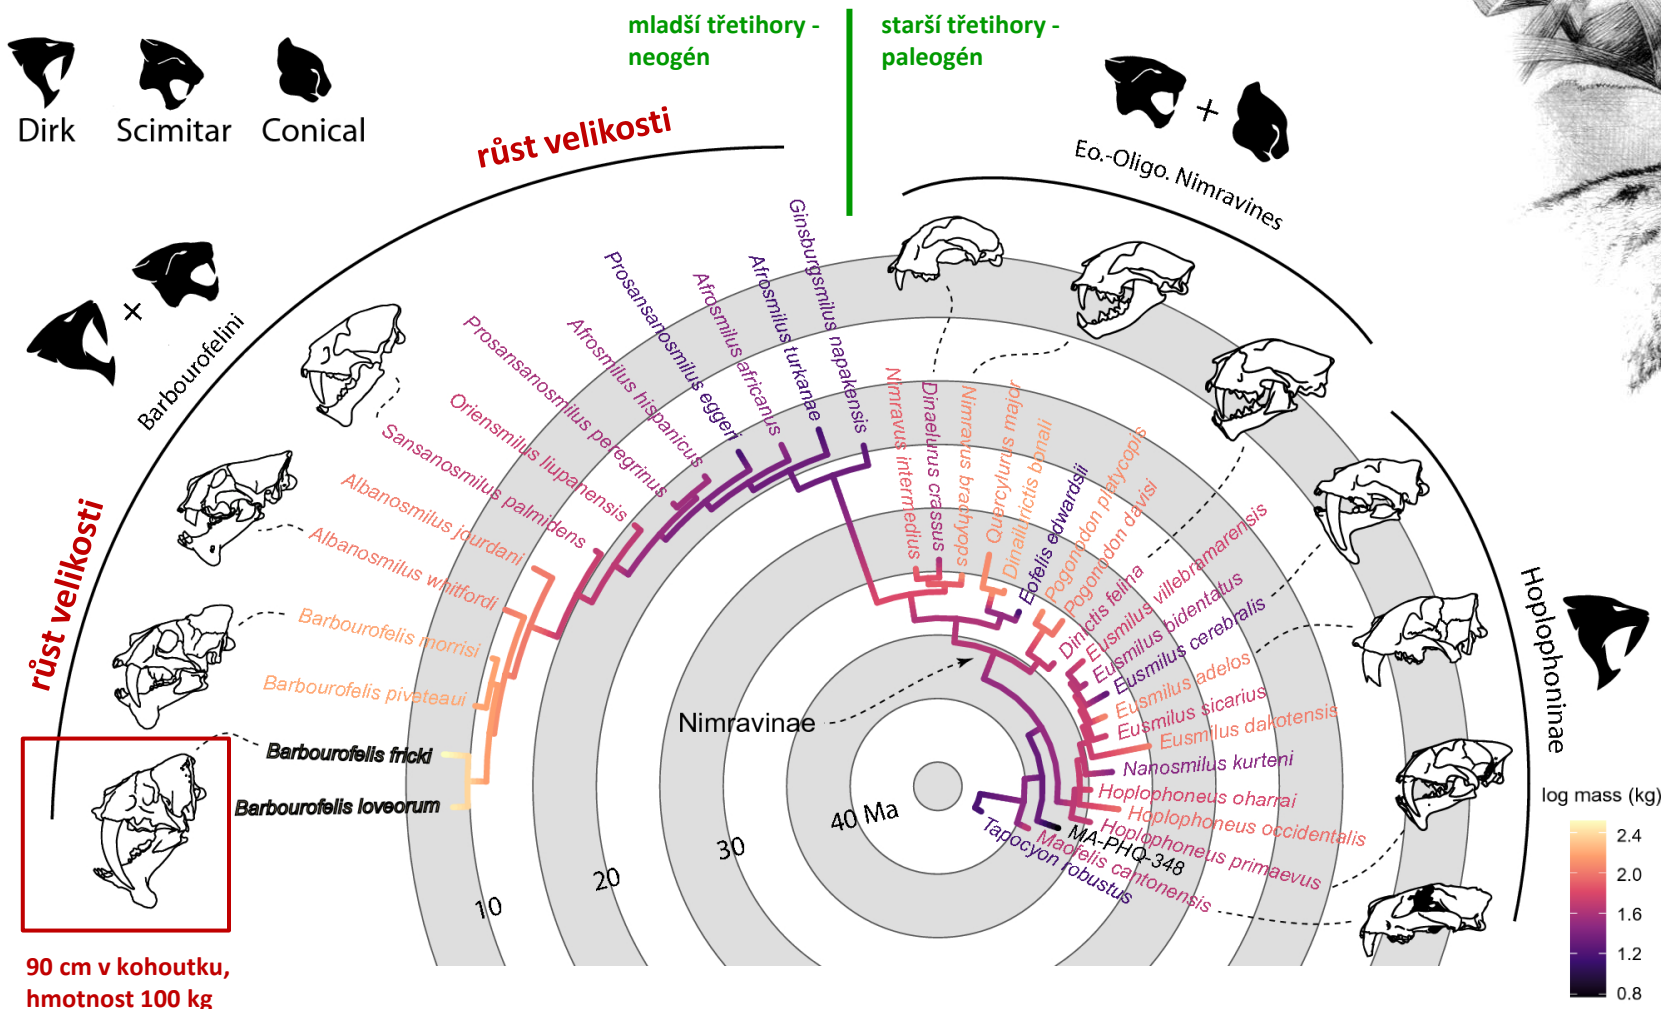 mladší třetihory -
neogén
starší třetihory -
paleogén
Dirk
Scimitar
Conical
růst velikosti
+
Eo.-Oligo. Nimravines
+
Barbourofelini
růst velikosti
Hoplophoninae
Ginsburgsmilus napakensis
Afrosmilus turkanae
Afrosmilus africanus
Prosansanosmilus eggeri
Afrosmilus hispanicus
Prosansanosmilus peregrinus
Oriensmilus liupanensis
Sansanosmilus palmidens
Albanosmilus jourdani
Albanosmilus whitfordi
Barbourofelis morrisi
Barbourofelis piveteaui
Barbourofelis fricki
Barbourofelis loveorum
Nimravus intermedius
Dinaelurus crassus
Nimravus brachyops
Quercylurus major
Dinailurictis bonali
Eofelis edwardsii
Pogonodon platycopis
Pogonodon davisi
Dinictis felina
Eusmilus villebramarensis
Eusmilus bidentatus
Eusmilus cerebralis
Eusmilus adelos
Eusmilus sicarius
Eusmilus dakotensis
Nanosmilus kurteni
Hoplophoneus oharrai
Hoplophoneus occidentalis
Hoplophoneus primaevus
MA-PHQ-348
Maofelis cantonensis
Tapocyon robustus
Nimravinae
40 Ma
30
20
10
log mass (kg)
2.4
2.0
1.6
1.2
0.8
90 cm v kohoutku,
hmotnost 100 kg